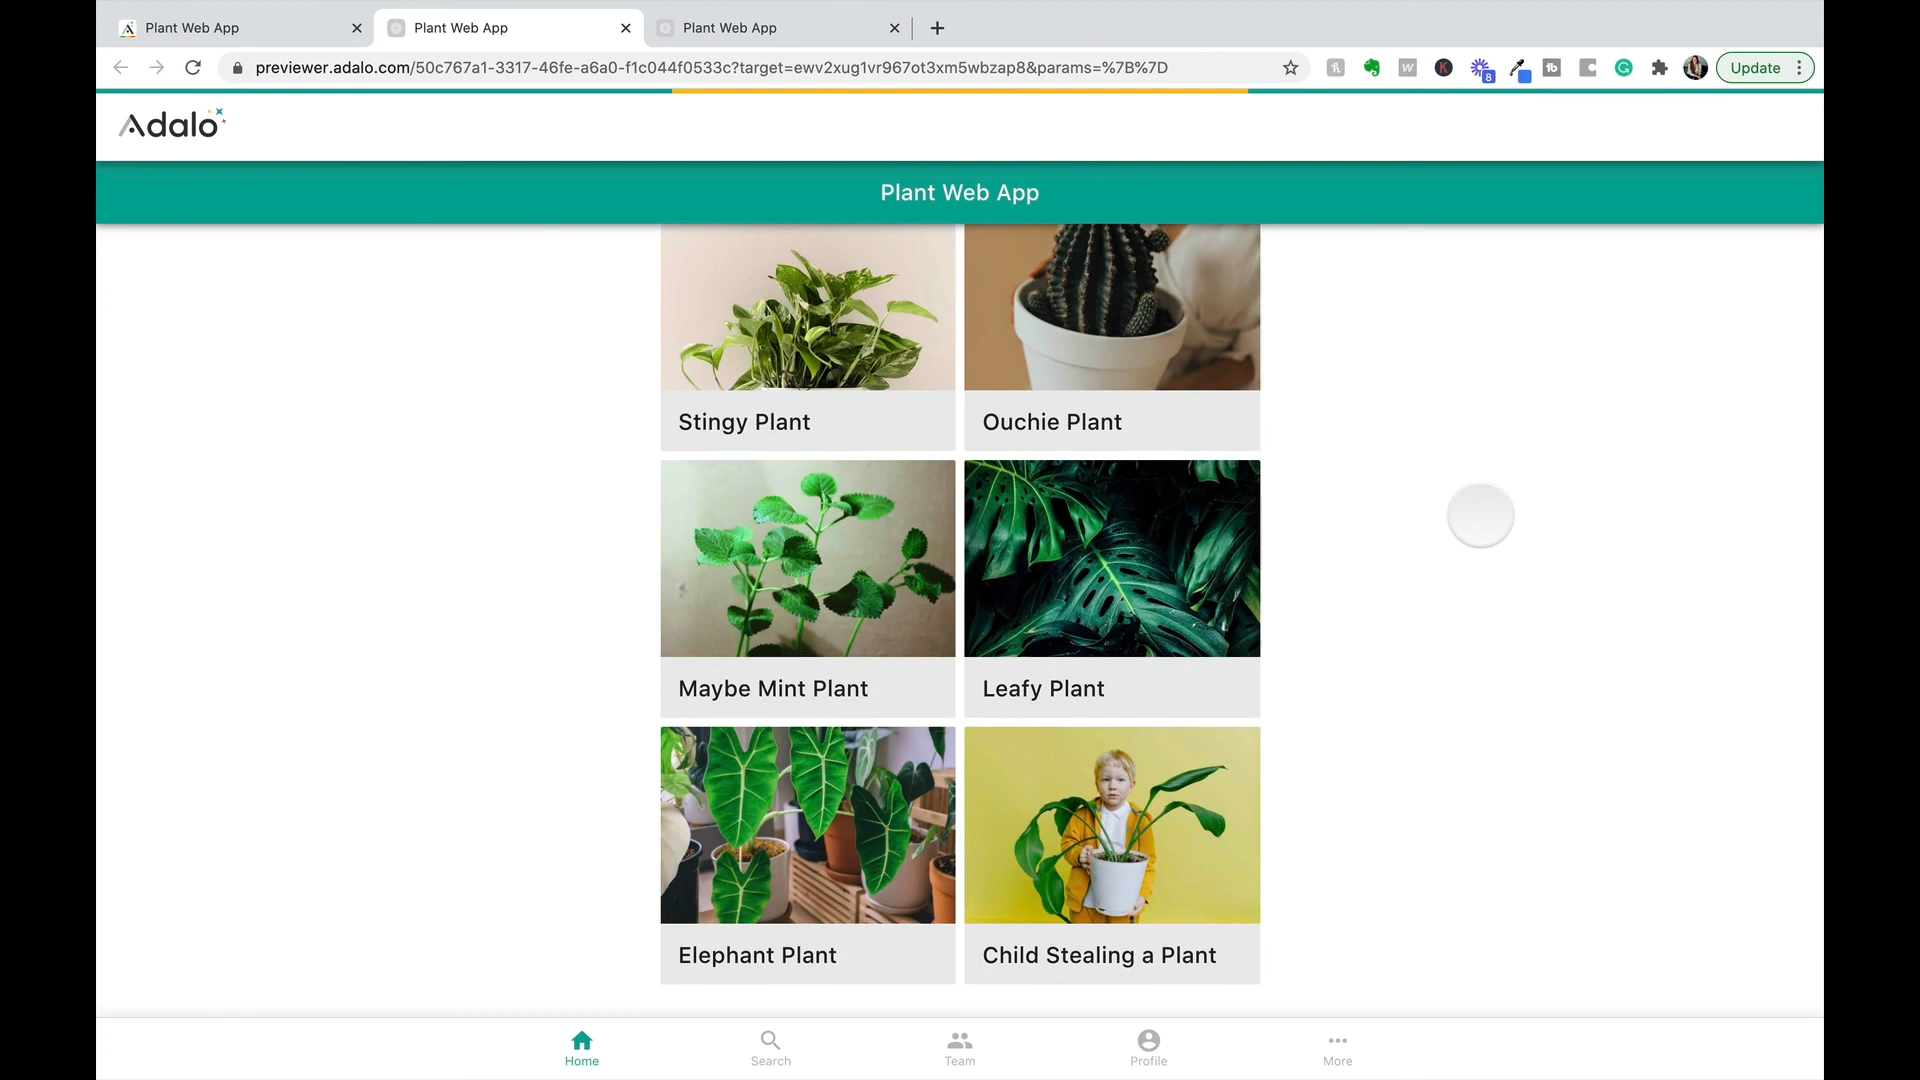 Plant Web App
Plant Web App
Plant Web App
previewer.adalo.com/50c767a1-3317-46fe-a6a0-f1c044f0533c?target=ewv2xug1vr967ot3xm5wbzap8&params=%7B%7D
8
Update
Adalo
Plant Web App
Stingy Plant
Ouchie Plant
Maybe Mint Plant
Leafy Plant
Elephant Plant
Child Stealing a Plant
Home
Search
Team
Profile
More